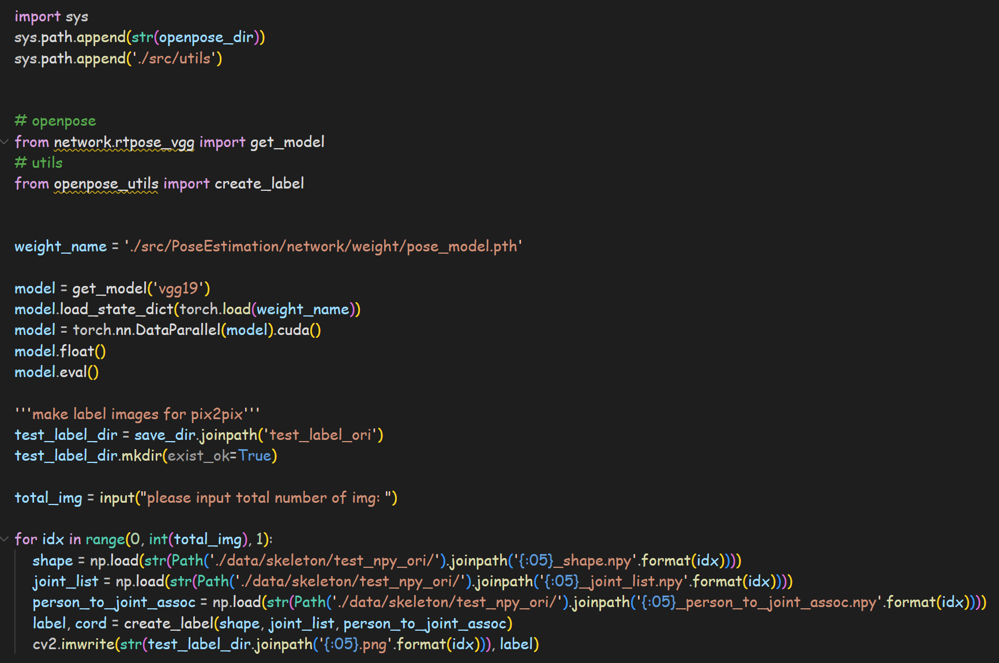 import sys
sys.path.append(str(openpose_dir))
sys.path.append('./src/utils')
# openpose
from network.rtpose_vgg import get_model
# utils
from openpose_utils import create_label
weight_name = './src/PoseEstimation/network/weight/pose_model.pth'
model = get_model('vgg19')
model.load_state_dict(torch.load(weight_name))
model = torch.nn.DataParallel(model).cuda()
model.float()
model.eval()
'''make label images for pix2pix'''
test_label_dir = save_dir.joinpath('test_label_ori')
test_label_dir.mkdir(exist_ok=True)
total_img = input("please input total number of img: ")
for idx in range(0, int(total_img), 1):
    shape = np.load(str(Path('./data/skeleton/test_npy_ori/').joinpath('{:05}_shape.npy'.format(idx))))
    joint_list = np.load(str(Path('./data/skeleton/test_npy_ori/').joinpath('{:05}_joint_list.npy'.format(idx))))
    person_to_joint_assoc = np.load(str(Path('./data/skeleton/test_npy_ori/').joinpath('{:05}_person_to_joint_assoc.npy'.format(idx))))
    label, cord = create_label(shape, joint_list, person_to_joint_assoc)
    cv2.imwrite(str(test_label_dir.joinpath('{:05}.png'.format(idx))), label)